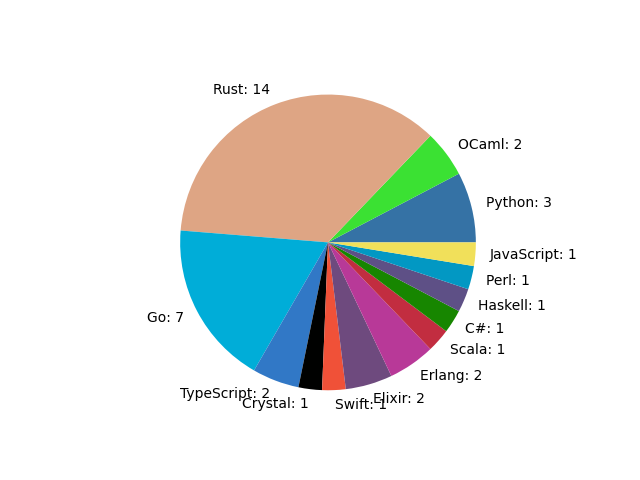 Rust: 14
OCaml: 2
Python: 3
JavaScript: 1
Perl: 1
Haskell: 1
C#: 1
Scala: 1
Erlang: 2
Elixir: 2
Swift: 1
Crystal: 1
TypeScript: 2
Go: 7